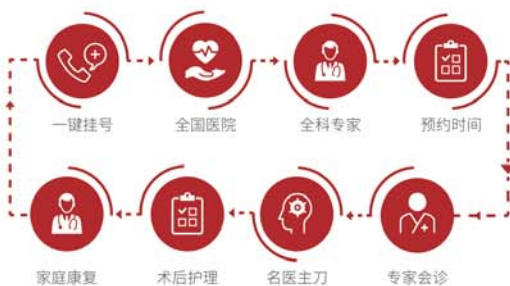 一键挂号
全国医院
全科专家
预约时间
家庭康复
术后护理
名医主刀
专家会诊